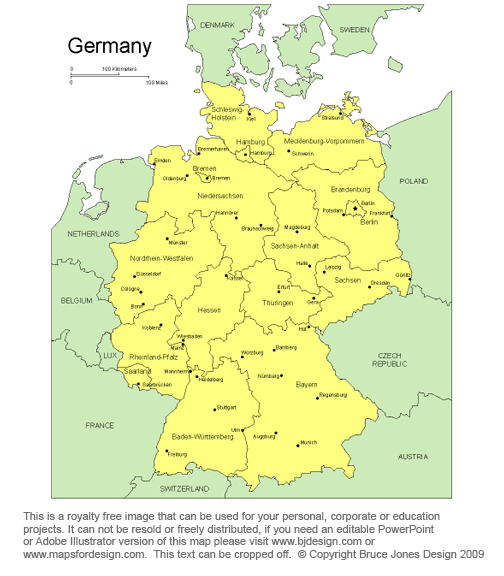 Germany
0 100 Kilometers
0 100 Miles
DENMARK
SWEDEN
Schleswig-
Holstein
Kiel
Stralsund
Mecklenburg-Vorpommern
Hamburg
Hamburg
Schwerin
Bremerhaven
Emden
Bremen
Oldenburg
Bremen
Niedersachsen
Brandenburg
POLAND
Berlin
Potsdam
Frankfurt
Berlin
Hannover
Braunschweig
Magdeburg
NETHERLANDS
Münster
Sachsen-Anhalt
Nordrhein-Westfalen
Halle
Leipzig
Düsseldorf
Kassel
Görlitz
Cologne
Erfurt
Sachsen
Dresden
BELGIUM
Bonn
Thüringen
Gera
Hessen
Koblenz
Hof
Wiesbaden
Mainz
LUX
Rheinland-Pfalz
Wurzburg
Bamberg
CZECH
REPUBLIC
Saarland
Mannheim
Heidelberg
Nürnberg
Saarbrücken
Bayern
Regensburg
Stuttgart
FRANCE
Ulm
Augsburg
Baden-Wurttemberg
Munich
Freiburg
AUSTRIA
SWITZERLAND
This is a royalty free image that can be used for your personal, corporate or education
projects. It can not be resold or freely distributed, if you need an editable PowerPoint
or Adobe Illustrator version of this map please visit www.bjdesign.com or
www.mapsfordesign.com. This text can be cropped off. © Copyright Bruce Jones Design 2009